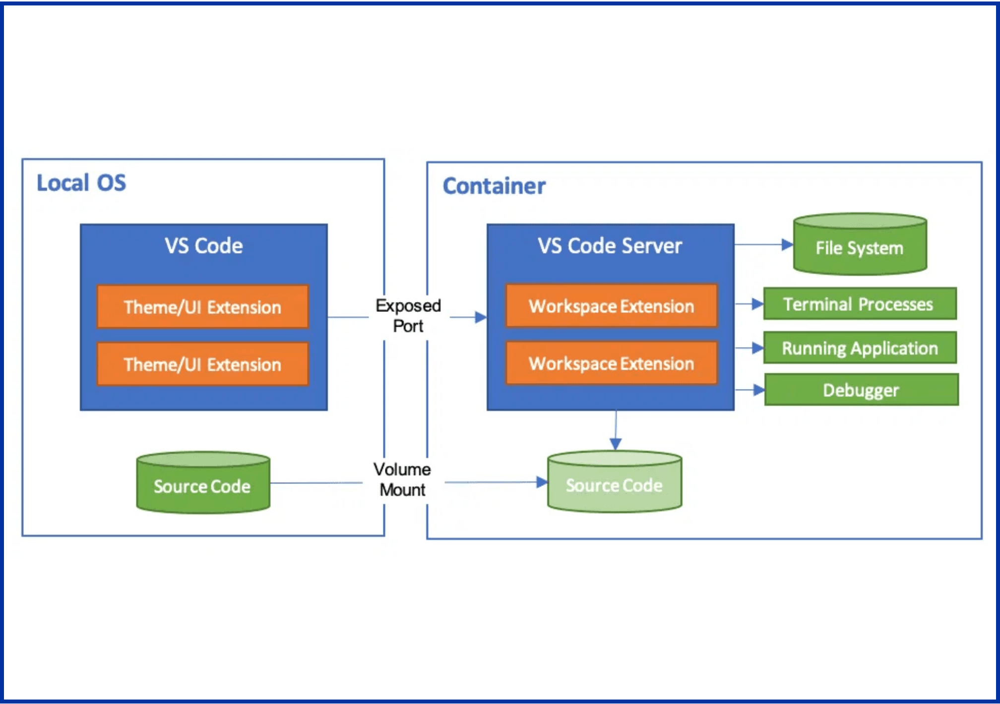 Local OS
VS Code
Theme/UI Extension
Theme/UI Extension
Source Code
Exposed
Port
Volume
Mount
Container
VS Code Server
Workspace Extension
Workspace Extension
Source Code
File System
Terminal Processes
Running Application
Debugger